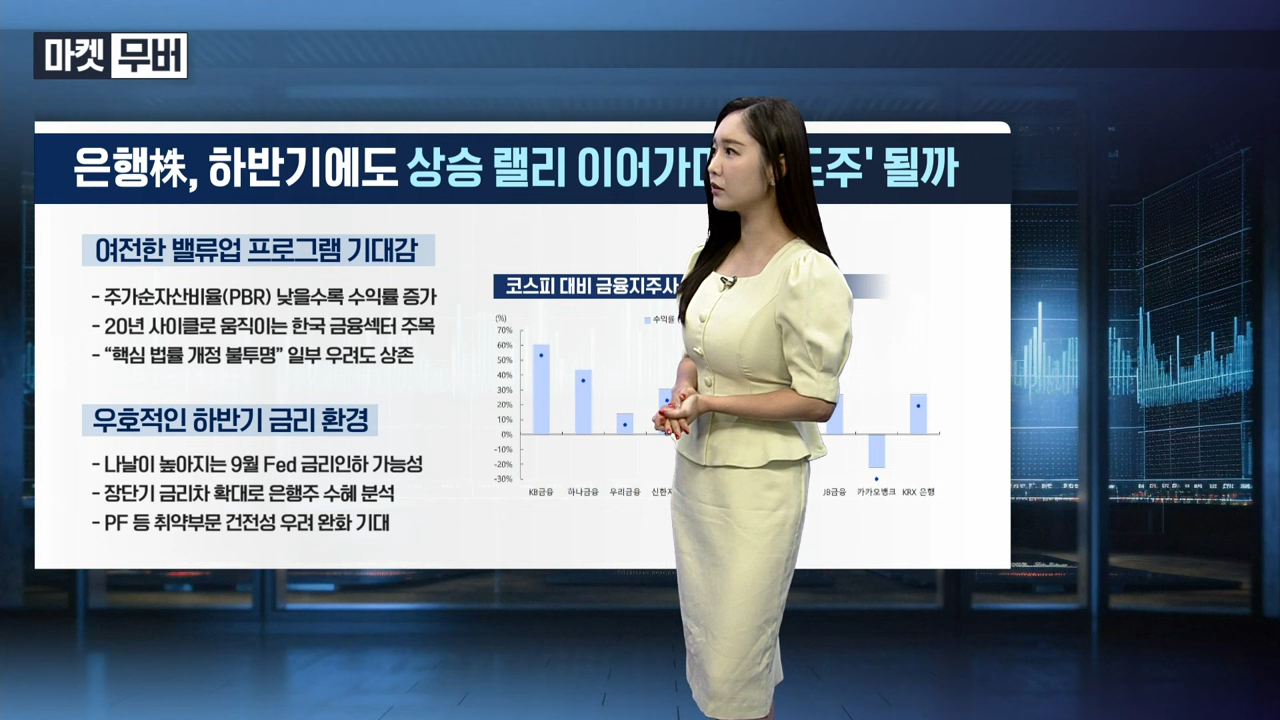 마켓 무버
은행株, 하반기에도 상승 랠리 이어가며 도주' 될까
여전한 밸류업 프로그램 기대감
- 주가순자산비율(PBR) 낮을수록 수익률 증가
- 20년 사이클로 움직이는 한국 금융섹터 주목
- “핵심 법률 개정 불투명” 일부 우려도 상존
우호적인 하반기 금리 환경
- 나날이 높아지는 9월 Fed 금리인하 가능성
- 장단기 금리차 확대로 은행주 수혜 분석
- PF 등 취약부문 건전성 우려 완화 기대
코스피 대비 금융지주사
(%)
수익률
70%
60%
50%
40%
30%
20%
10%
0%
-10%
-20%
-30%
KB금융 하나금융 우리금융 신한지 JB금융 카카오뱅크 KRX 은행